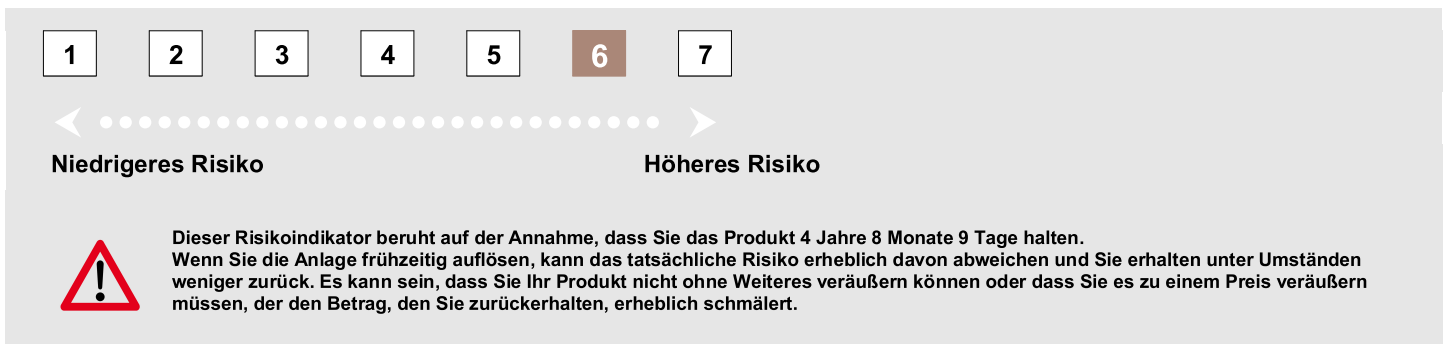 1 2 3 4 5 6 7
Niedrigeres Risiko Höheres Risiko
Dieser Risikoindikator beruht auf der Annahme, dass Sie das Produkt 4 Jahre 8 Monate 9 Tage halten.
Wenn Sie die Anlage frühzeitig auflösen, kann das tatsächliche Risiko erheblich davon abweichen und Sie erhalten unter Umständen
weniger zurück. Es kann sein, dass Sie Ihr Produkt nicht ohne Weiteres veräußern können oder dass Sie es zu einem Preis veräußern
müssen, der den Betrag, den Sie zurückerhalten, erheblich schmälert.